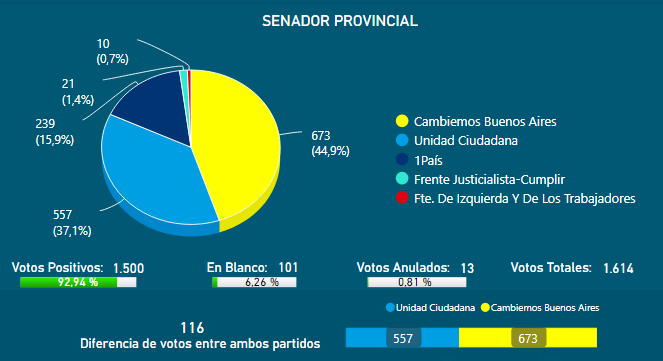 SENADOR PROVINCIAL
10
(0,7%)
21
(1,4%)
239
(15,9%)
673
(44,9%)
557
(37,1%)
Cambiemos Buenos Aires
Unidad Ciudadana
1País
Frente Justicialista-Cumplir
Fte. De Izquierda Y De Los Trabajadores
Votos Positivos: 1.500
92,94 %
En Blanco: 101
6,26 %
Votos Anulados: 13
0,81 %
Votos Totales: 1.614
Unidad Ciudadana Cambiemos Buenos Aires
116
Diferencia de votos entre ambos partidos
557 673